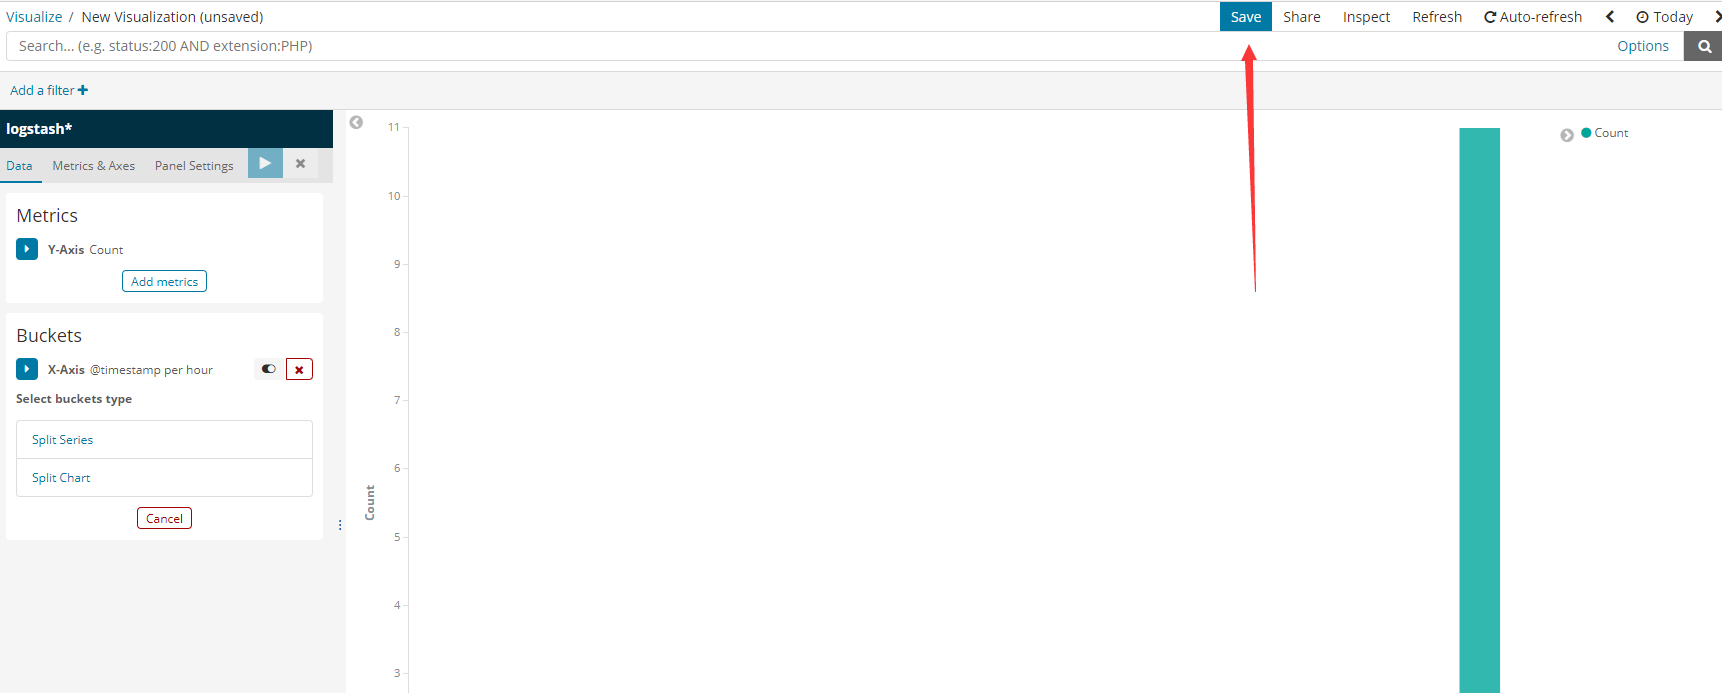 Visualize / New Visualization (unsaved)
Save Share Inspect Refresh Auto-refresh Today
Search... (e.g. status:200 AND extension:PHP)
Options
Add a filter
logstash*
Data Metrics & Axes Panel Settings
Metrics
Y-Axis Count
Add metrics
Buckets
X-Axis @timestamp per hour
Select buckets type
Split Series
Split Chart
Cancel
11
10
9
8
7
6
5
4
3
Count
Count